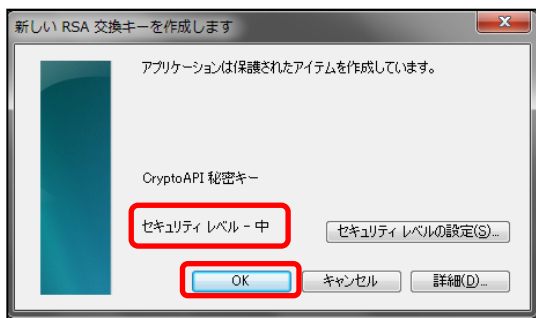 新しい RSA 交換キーを作成します
アプリケーションは保護されたアイテムを作成しています。
CryptoAPI 秘密キー
セキュリティ レベル - 中
セキュリティ レベルの設定(S)...
OK
キャンセル
詳細(D)...